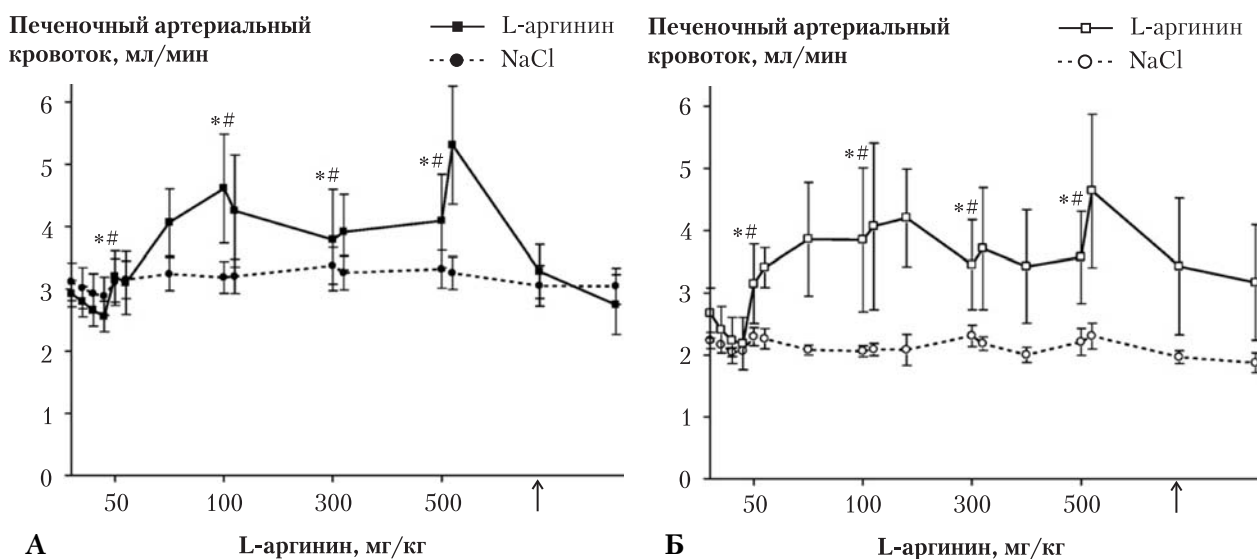 Печеночный артериальный
кровоток, мл/мин
L-аргинин
NaCl
6
5
4
3
2
1
0
*#
*#
*#
*#
50
100
300
500
↑
А
L-аргинин, мг/кг
Печеночный артериальный
кровоток, мл/мин
L-аргинин
NaCl
6
5
4
3
2
1
0
*#
*#
*#
*#
50
100
300
500
↑
Б
L-аргинин, мг/кг